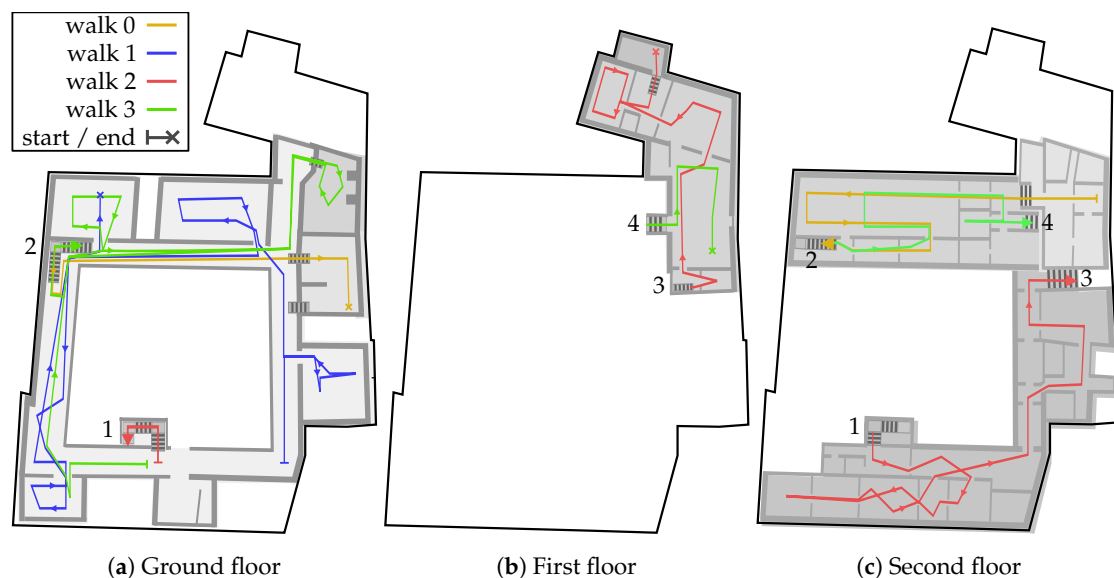 walk 0
walk 1
walk 2
walk 3
start / end
2
1
4
3
4
2
3
1
(a) Ground floor
(b) First floor
(c) Second floor